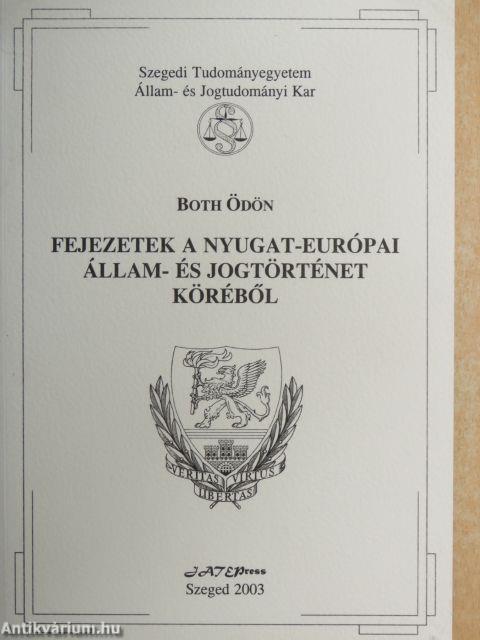 Szegedi Tudományegyetem
Állam- és Jogtudományi Kar
BOTH ÖDÖN
FEJEZETEK A NYUGAT-EURÓPAI
ÁLLAM- ÉS JOGTÖRTÉNET
KÖRÉBŐL
VERITAS VIRTUS
LIBERTAS
JATEPress
Szeged 2003
Antikvárium.hu